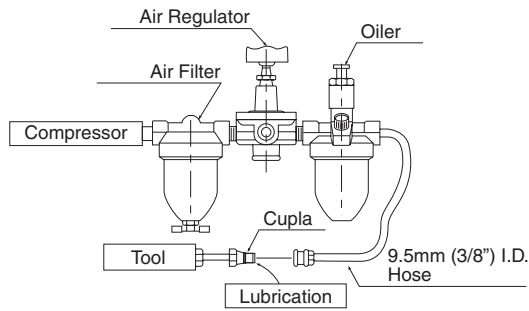 Air Regulator
Oiler
Air Filter
Compressor
Cupla
Tool
9.5mm (3/8”) I.D.
Hose
Lubrication